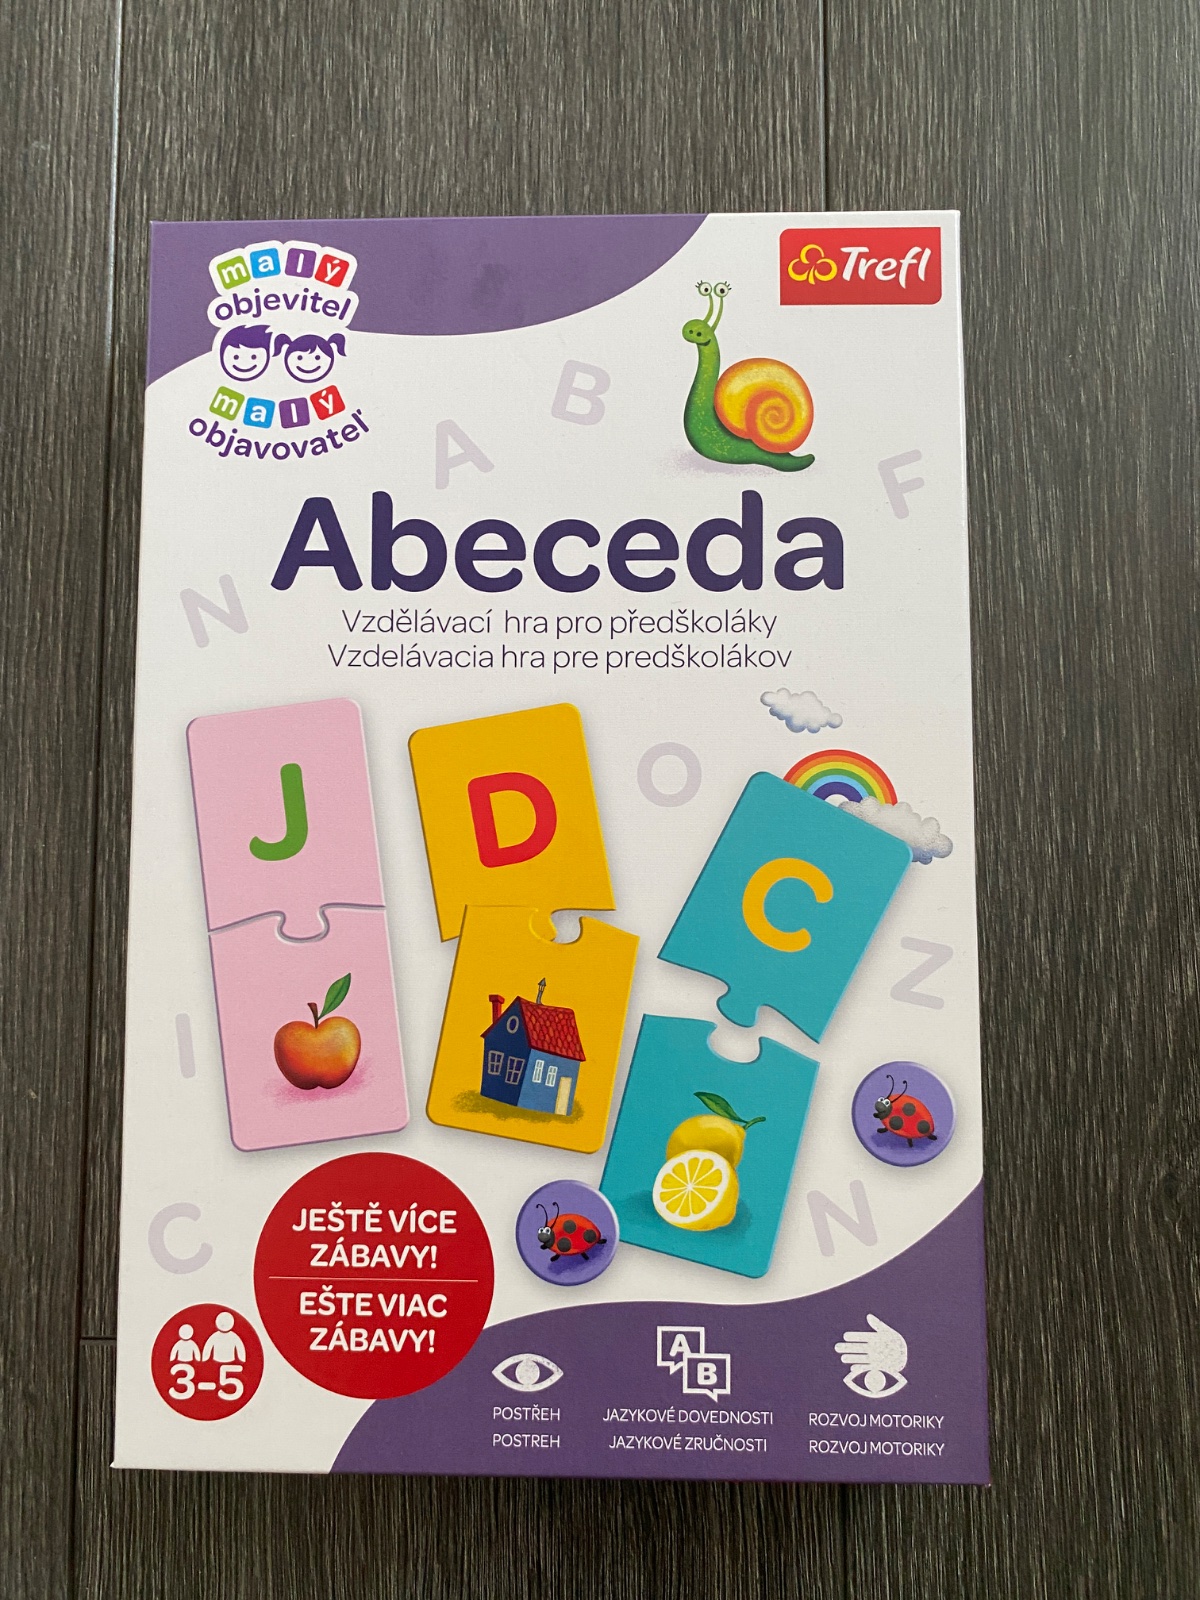 malý
objevitel
malý
objavovateľ
Trefl
B
A
F
Abeceda
N
Vzdělávací hra pro předškoláky
Vzdelávacia hra pre predškolákov
J
D
O
C
Z
I
N
C
JEŠTĚ VÍCE
ZÁBAVY!
EŠTE VIAC
ZÁBAVY!
3-5
A
B
POSTŘEH
POSTREH
JAZYKOVÉ DOVEDNOSTI
JAZYKOVÉ ZRUČNOSTI
ROZVOJ MOTORIKY
ROZVOJ MOTORIKY